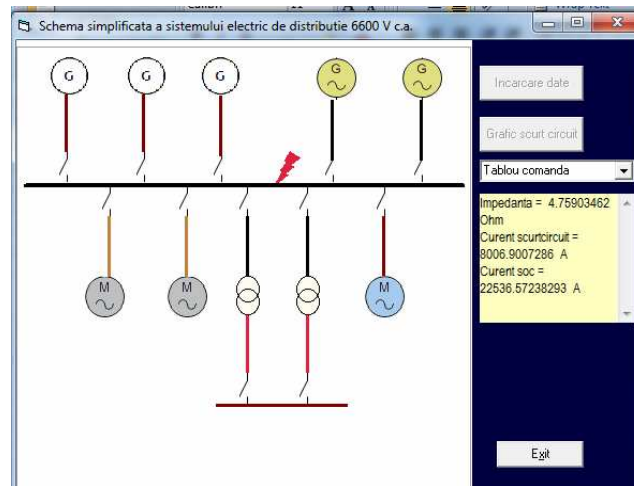 Schema simplificata a sistemului electric de distributie 6600 V c.a.
G
G
G
G
G
Incarcare date
Grafic scurt circuit
Tablou comanda
Impedanta = 4.75903462
Ohm
Curent scurtcircuit =
8006.9007286 A
Curent soc =
22536.57238293 A
M
M
M
Exit